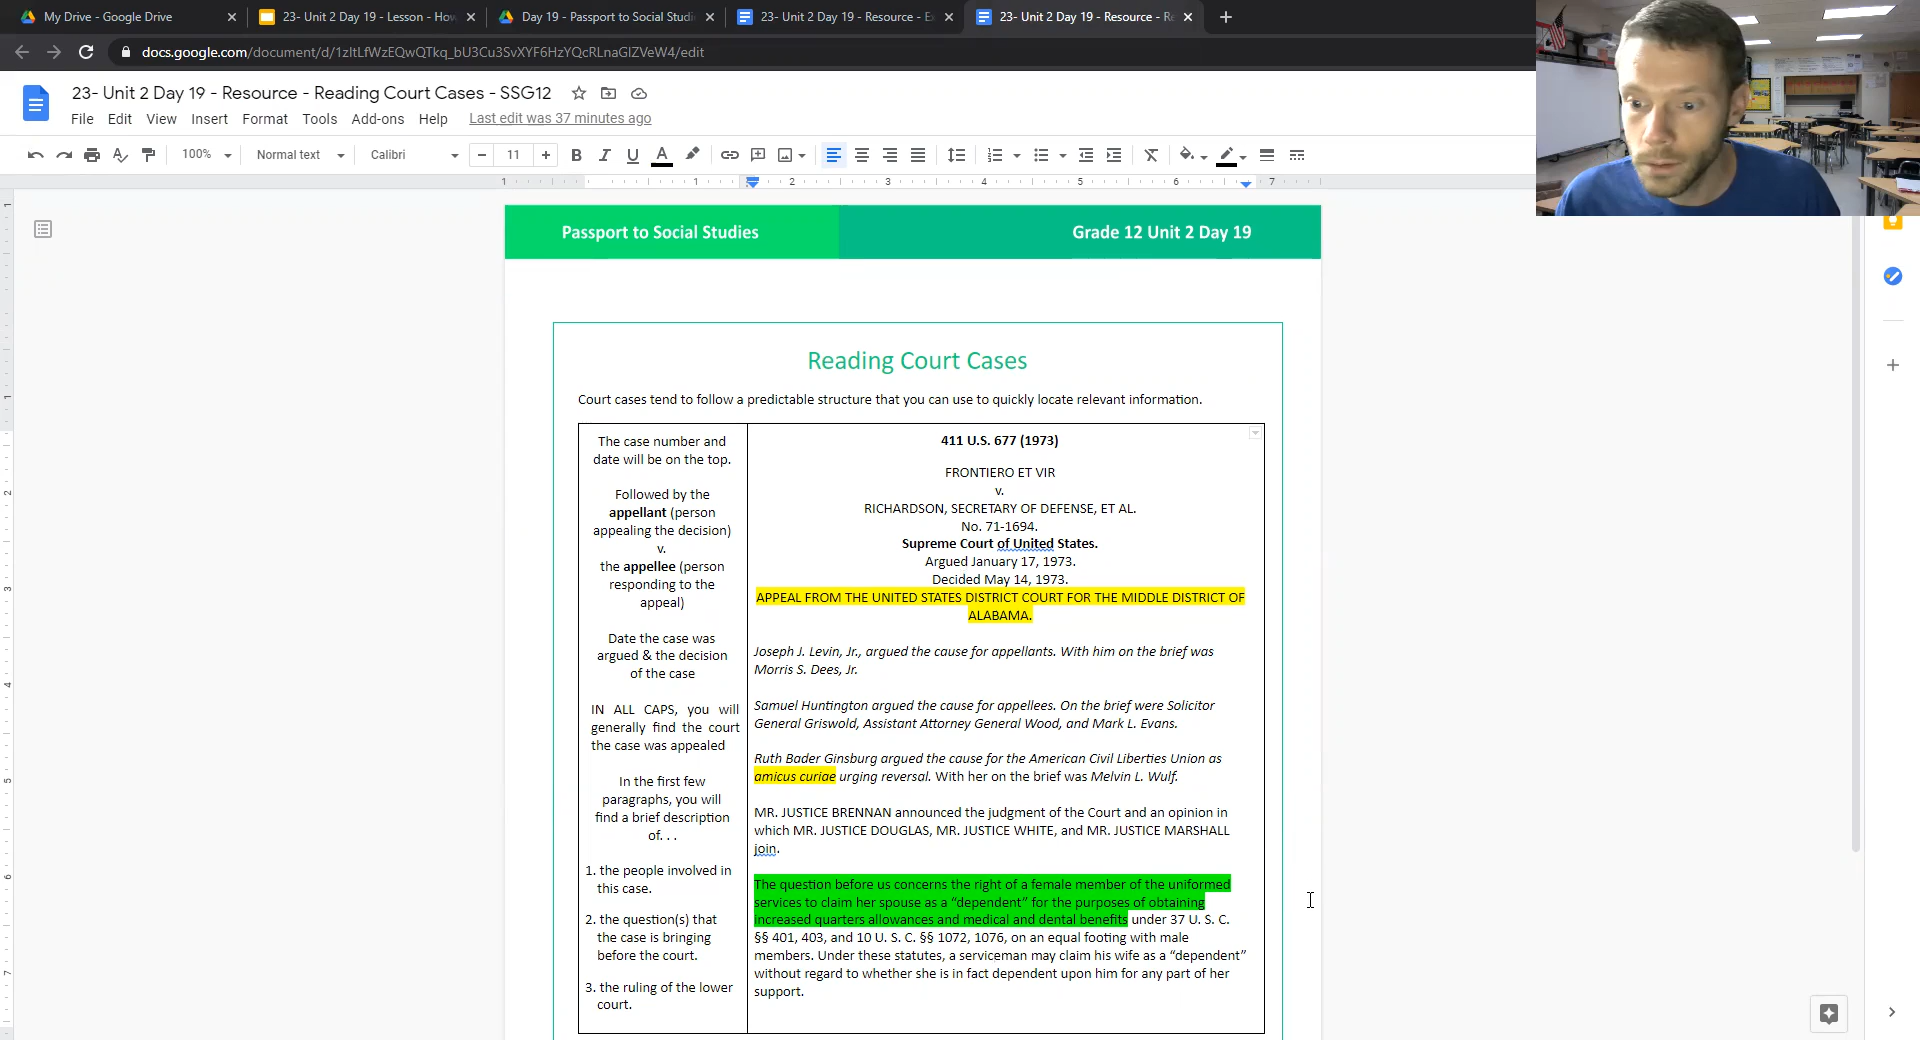 My Drive - Google Drive
23- Unit 2 Day 19 - Lesson - How
Day 19 - Passport to Social Studi
23- Unit 2 Day 19 - Resource - E
23- Unit 2 Day 19 - Resource - R
docs.google.com/document/d/1zltLfWzEQwQTkq_bU3Cu3SvXYF6HzYQcRLnaGlZVeW4/edit
23- Unit 2 Day 19 - Resource - Reading Court Cases - SSG12
File Edit View Insert Format Tools Add-ons Help Last edit was 37 minutes ago
100% Normal text Calibri 11
1 1 2 3 4 5 6 7
Passport to Social Studies Grade 12 Unit 2 Day 19
Reading Court Cases
Court cases tend to follow a predictable structure that you can use to quickly locate relevant information.
The case number and
date will be on the top.
Followed by the
appellant (person
appealing the decision)
v.
the appellee (person
responding to the
appeal)
Date the case was
argued & the decision
of the case
IN ALL CAPS, you will
generally find the court
the case was appealed
In the first few
paragraphs, you will
find a brief description
of. . .
1. the people involved in
this case.
2. the question(s) that
the case is bringing
before the court.
3. the ruling of the lower
court.
411 U.S. 677 (1973)
FRONTIERO ET VIR
v.
RICHARDSON, SECRETARY OF DEFENSE, ET AL.
No. 71-1694.
Supreme Court of United States.
Argued January 17, 1973.
Decided May 14, 1973.
APPEAL FROM THE UNITED STATES DISTRICT COURT FOR THE MIDDLE DISTRICT OF
ALABAMA.
Joseph J. Levin, Jr., argued the cause for appellants. With him on the brief was
Morris S. Dees, Jr.
Samuel Huntington argued the cause for appellees. On the brief were Solicitor
General Griswold, Assistant Attorney General Wood, and Mark L. Evans.
Ruth Bader Ginsburg argued the cause for the American Civil Liberties Union as
amicus curiae urging reversal. With her on the brief was Melvin L. Wulf.
MR. JUSTICE BRENNAN announced the judgment of the Court and an opinion in
which MR. JUSTICE DOUGLAS, MR. JUSTICE WHITE, and MR. JUSTICE MARSHALL
join.
The question before us concerns the right of a female member of the uniformed
services to claim her spouse as a “dependent” for the purposes of obtaining
increased quarters allowances and medical and dental benefits under 37 U. S. C.
§§ 401, 403, and 10 U. S. C. §§ 1072, 1076, on an equal footing with male
members. Under these statutes, a serviceman may claim his wife as a “dependent”
without regard to whether she is in fact dependent upon him for any part of her
support.